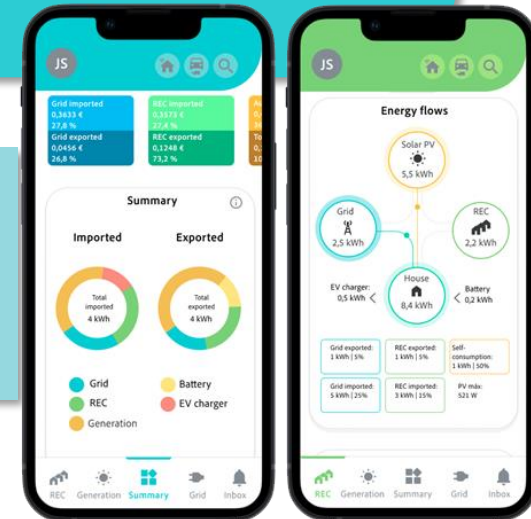 JS
Grid imported
0,3633 €
27,8 %
Grid exported
0,0456 €
26,8 %
REC imported
0,3573 €
27,4 %
REC exported
0,1248 €
73,2 %
Summary
Imported
Exported
Total
imported
4 kWh
Total
exported
4 kWh
Grid
REC
Generation
Battery
EV charger
REC
Generation
Summary
Grid
Inbox
JS
Energy flows
Solar PV
5,5 kWh
Grid
2,5 kWh
REC
2,2 kWh
House
8,4 kWh
EV charger:
0,5 kWh
Battery
0,2 kWh
Grid exported:
1 kWh | 5%
REC exported:
1 kWh | 5%
Self-
consumption:
1 kWh | 50%
Grid imported:
5 kWh | 25%
REC imported:
3 kWh | 15%
PV máx:
521 W
REC
Generation
Summary
Grid
Inbox